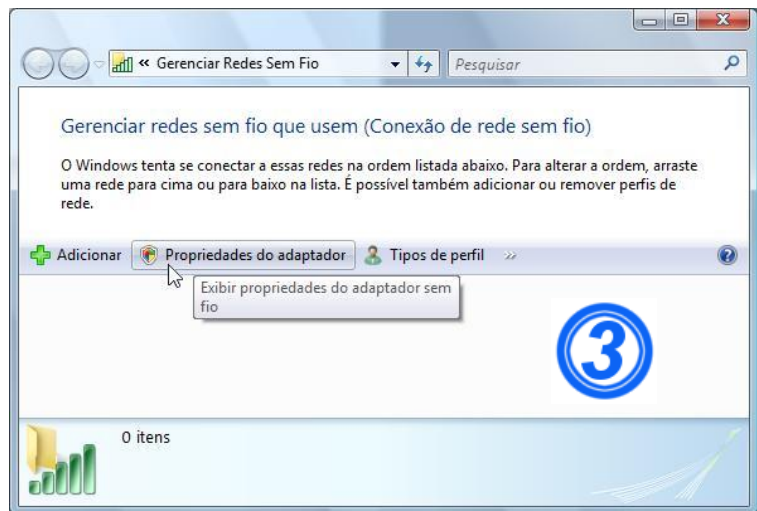 « Gerenciar Redes Sem Fio
Pesquisar
Gerenciar redes sem fio que usem (Conexão de rede sem fio)
O Windows tenta se conectar a essas redes na ordem listada abaixo. Para alterar a ordem, arraste
uma rede para cima ou para baixo na lista. É possível também adicionar ou remover perfis de
rede.
Adicionar Propriedades do adaptador Tipos de perfil »
Exibir propriedades do adaptador sem
fio
3
0 itens